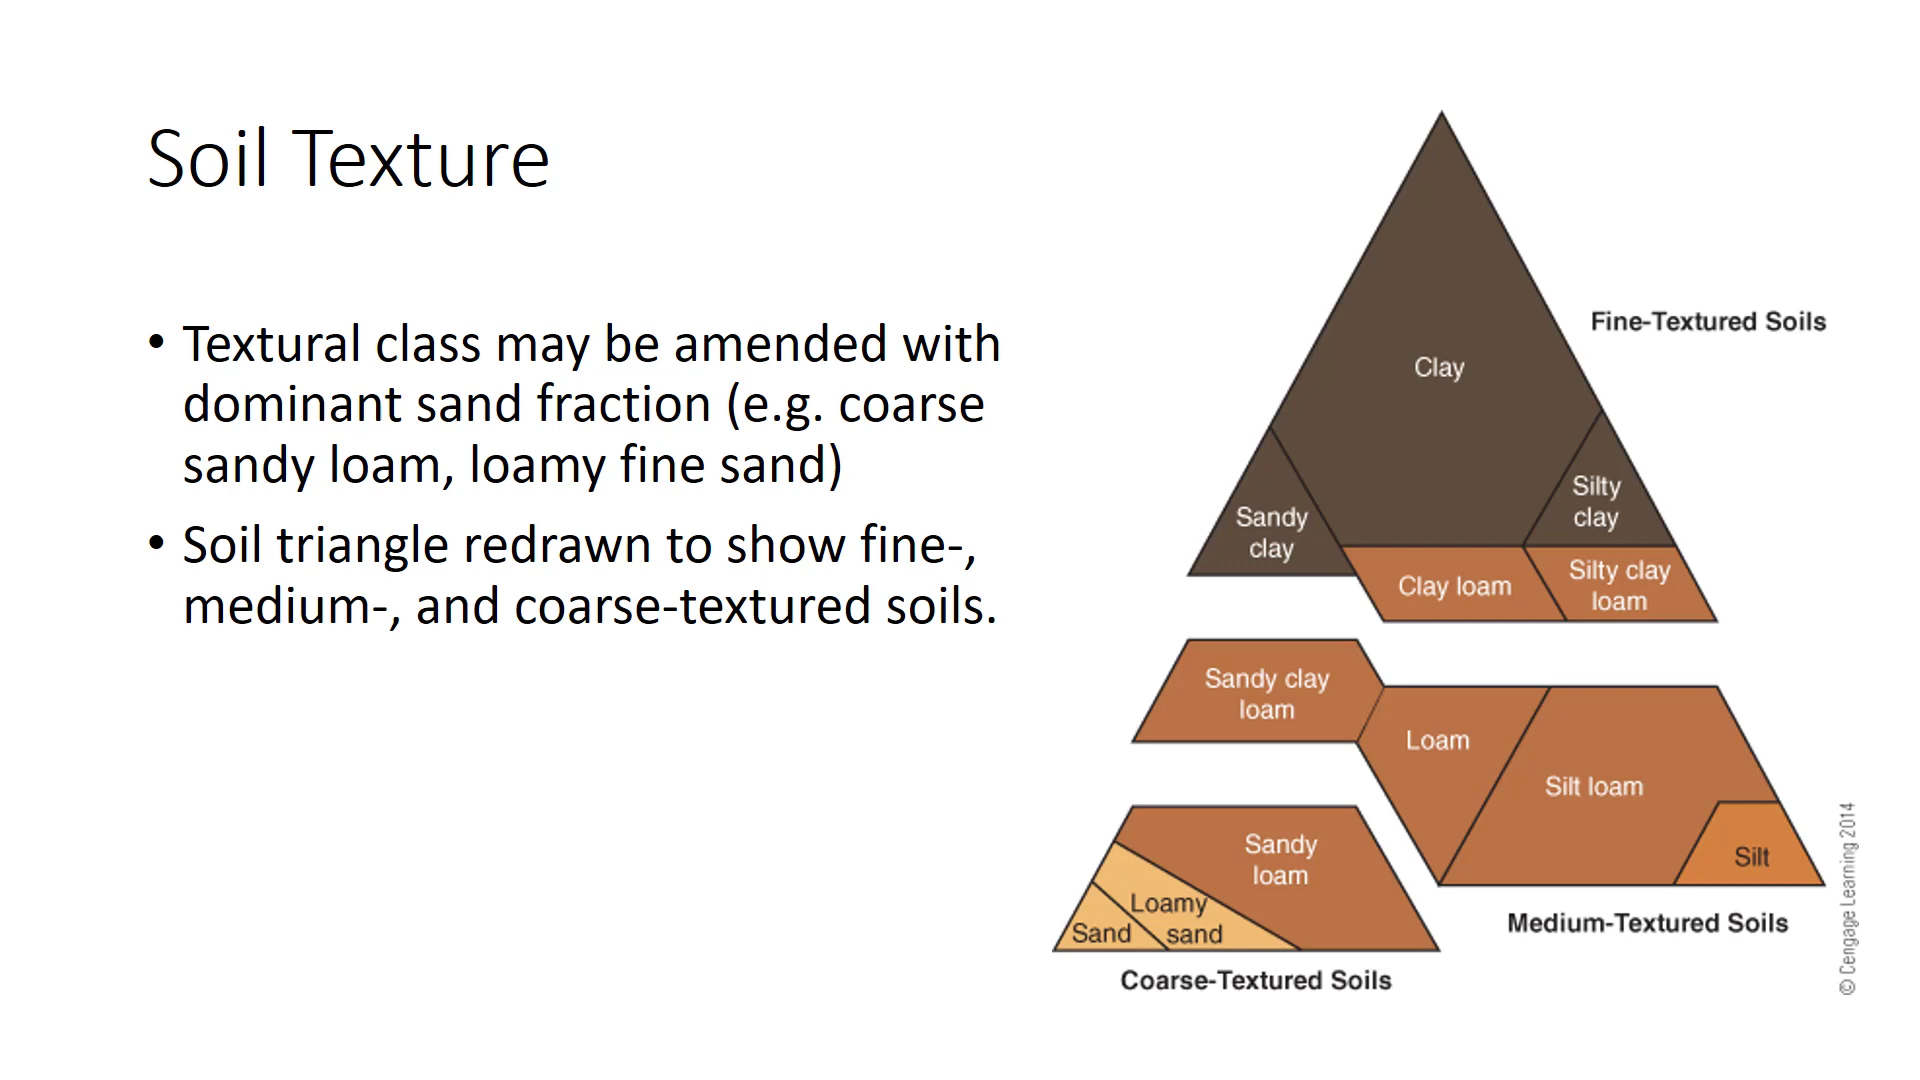 Soil Texture
• Textural class may be amended with
dominant sand fraction (e.g. coarse
sandy loam, loamy fine sand)
• Soil triangle redrawn to show fine-,
medium-, and coarse-textured soils.
Fine-Textured Soils
Clay
Sandy
clay
Silty
clay
Clay loam
Silty clay
loam
Sandy clay
loam
Loam
Silt loam
Silt
Medium-Textured Soils
Sandy
loam
Loamy
sand
Sand
Coarse-Textured Soils
© Cengage Learning 2014